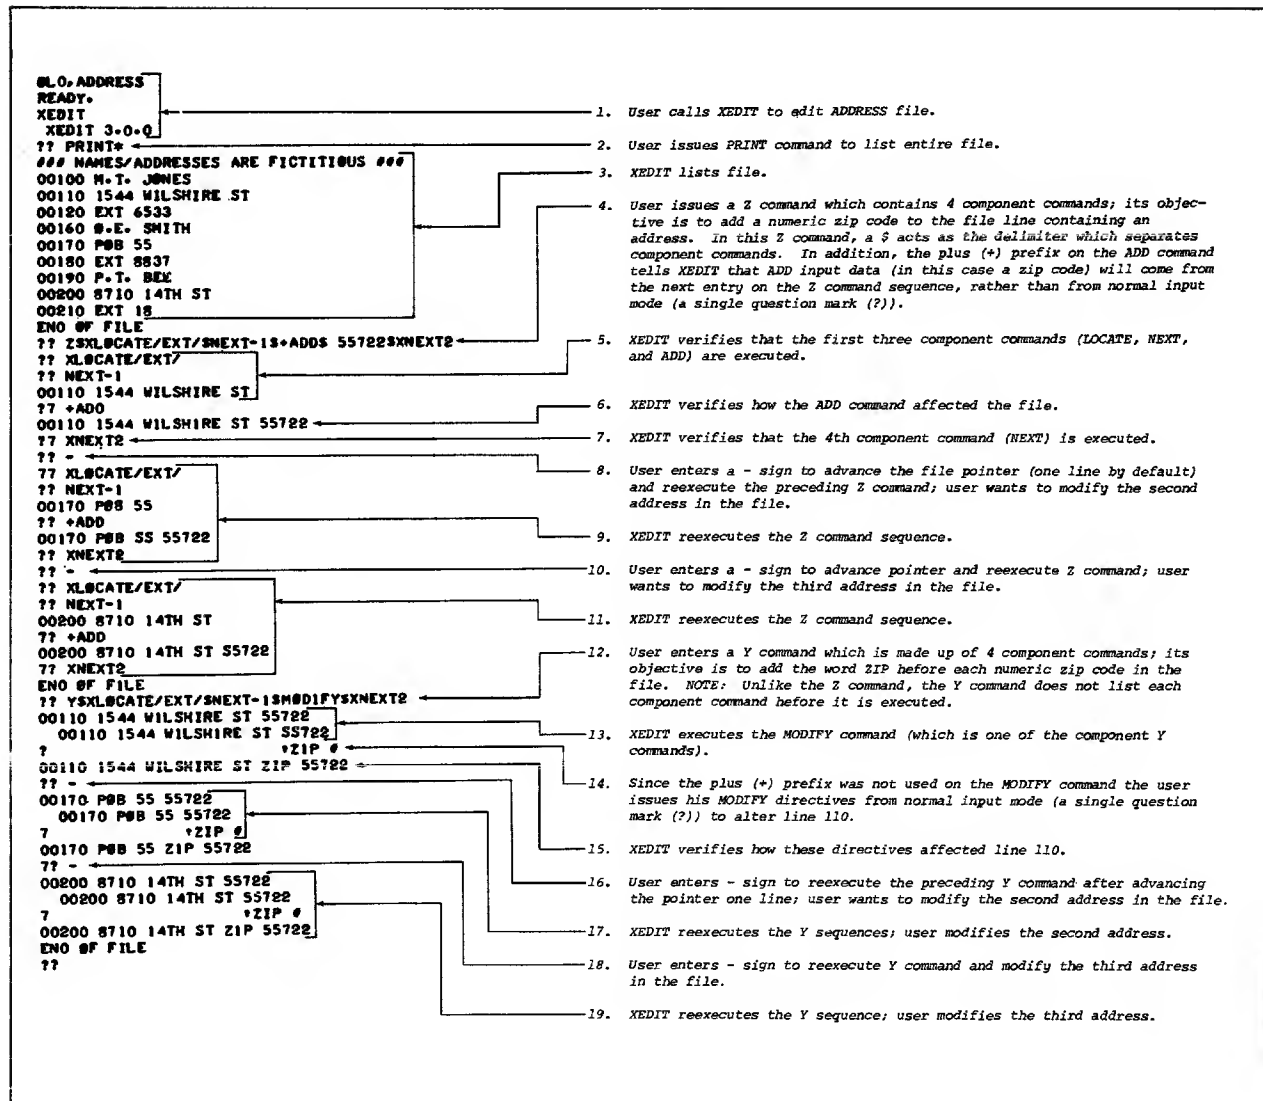 @LO,ADDRESS
READY.
XEDIT
XEDIT 3.0.0
?? PRINT*
### NAMES/ADDRESSES ARE FICTITIOUS ###
00100 M.T. JONES
00110 1544 WILSHIRE ST
00120 EXT 6533
00160 O.E. SMITH
00170 POB 55
00180 EXT 8837
00190 P.T. BEE
00200 8710 14TH ST
00210 EXT 18
END OF FILE
?? Z$XLOCATE/EXT/$NEXT-1$+ADD$ 55722$XNEXT2
?? XLOCATE/EXT/
?? NEXT-1
00110 1544 WILSHIRE ST
?? +ADD
00110 1544 WILSHIRE ST 55722
?? XNEXT2
?? -
?? XLOCATE/EXT/
?? NEXT-1
00170 POB 55
?? +ADD
00170 POB 55 55722
?? XNEXT2
?? -
?? XLOCATE/EXT/
?? NEXT-1
00200 8710 14TH ST
?? +ADD
00200 8710 14TH ST 55722
?? XNEXT2
END OF FILE
?? Y$XLOCATE/EXT/$NEXT-1$MODIFY$XNEXT2
00110 1544 WILSHIRE ST 55722
00110 1544 WILSHIRE ST 55722
? ↑ZIP #
00110 1544 WILSHIRE ST ZIP 55722
?? -
00170 POB 55 55722
00170 POB 55 55722
? ↑ZIP #
00170 POB 55 ZIP 55722
?? -
00200 8710 14TH ST 55722
00200 8710 14TH ST 55722
? ↑ZIP #
00200 8710 14TH ST ZIP 55722
END OF FILE
??
1. User calls XEDIT to edit ADDRESS file.
2. User issues PRINT command to list entire file.
3. XEDIT lists file.
4. User issues a Z command which contains 4 component commands; its objec-
tive is to add a numeric zip code to the file line containing an
address. In this Z command, a $ acts as the delimiter which separates
component commands. In addition, the plus (+) prefix on the ADD command
tells XEDIT that ADD input data (in this case a zip code) will come from
the next entry on the Z command sequence, rather than from normal input
mode (a single question mark (?)).
5. XEDIT verifies that the first three component commands (LOCATE, NEXT,
and ADD) are executed.
6. XEDIT verifies how the ADD command affected the file.
7. XEDIT verifies that the 4th component command (NEXT) is executed.
8. User enters a - sign to advance the file pointer (one line by default)
and reexecute the preceding Z command; user wants to modify the second
address in the file.
9. XEDIT reexecutes the Z command sequence.
10. User enters a - sign to advance pointer and reexecute Z command; user
wants to modify the third address in the file.
11. XEDIT reexecutes the Z command sequence.
12. User enters a Y command which is made up of 4 component commands; its
objective is to add the word ZIP before each numeric zip code in the
file. NOTE: Unlike the Z command, the Y command does not list each
component command before it is executed.
13. XEDIT executes the MODIFY command (which is one of the component Y
commands).
14. Since the plus (+) prefix was not used on the MODIFY command the user
issues his MODIFY directives from normal input mode (a single question
mark (?)) to alter line 110.
15. XEDIT verifies how these directives affected line 110.
16. User enters - sign to reexecute the preceding Y command after advancing
the pointer one line; user wants to modify the second address in the file.
17. XEDIT reexecutes the Y sequences; user modifies the second address.
18. User enters - sign to reexecute Y command and modify the third address
in the file.
19. XEDIT reexecutes the Y sequence; user modifies the third address.